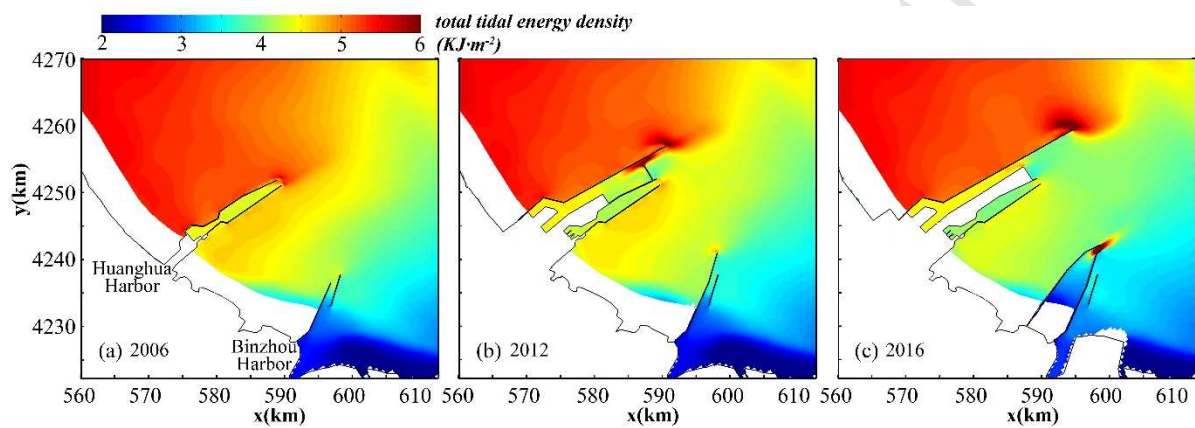 total tidal energy density
(KJ·m-2)
2 3 4 5 6
4270
4260
4250
4240
4230
y(km)
Huanghua
Harbor
Binzhou
Harbor
(a) 2006
(b) 2012
(c) 2016
560 570 580 590 600 610
560 570 580 590 600 610
560 570 580 590 600 610
x(km)
x(km)
x(km)